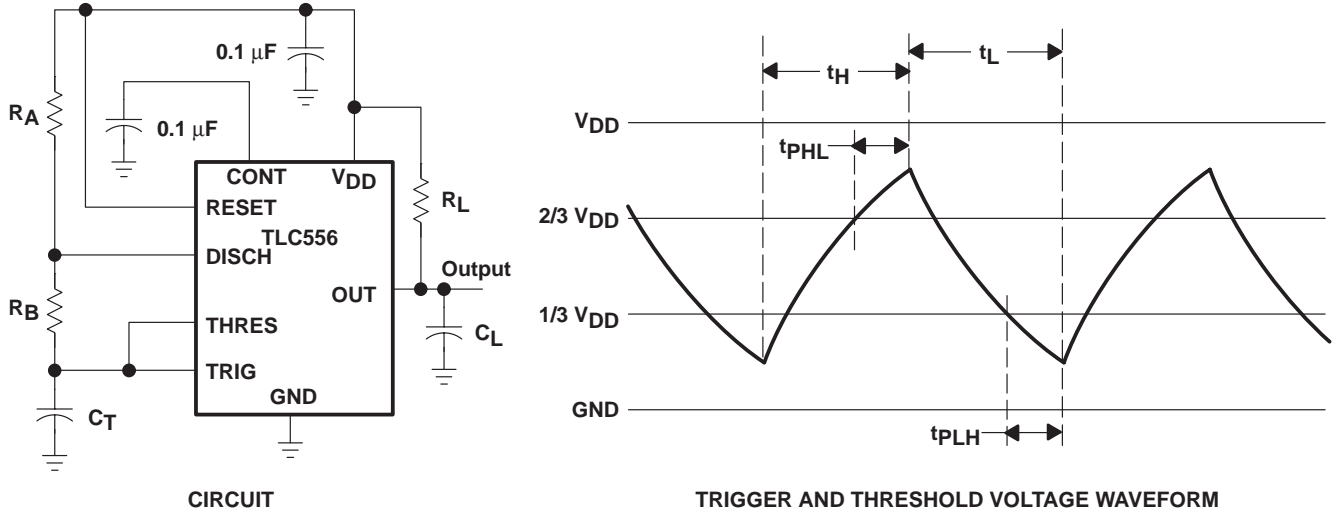 0.1 μF
RA
0.1 μF
CONT
VDD
RESET
RL
TLC556
DISCH
Output
RB
OUT
THRES
CL
TRIG
GND
CT
CIRCUIT
tH
tL
VDD
tPHL
2/3 VDD
1/3 VDD
GND
tPLH
TRIGGER AND THRESHOLD VOLTAGE WAVEFORM